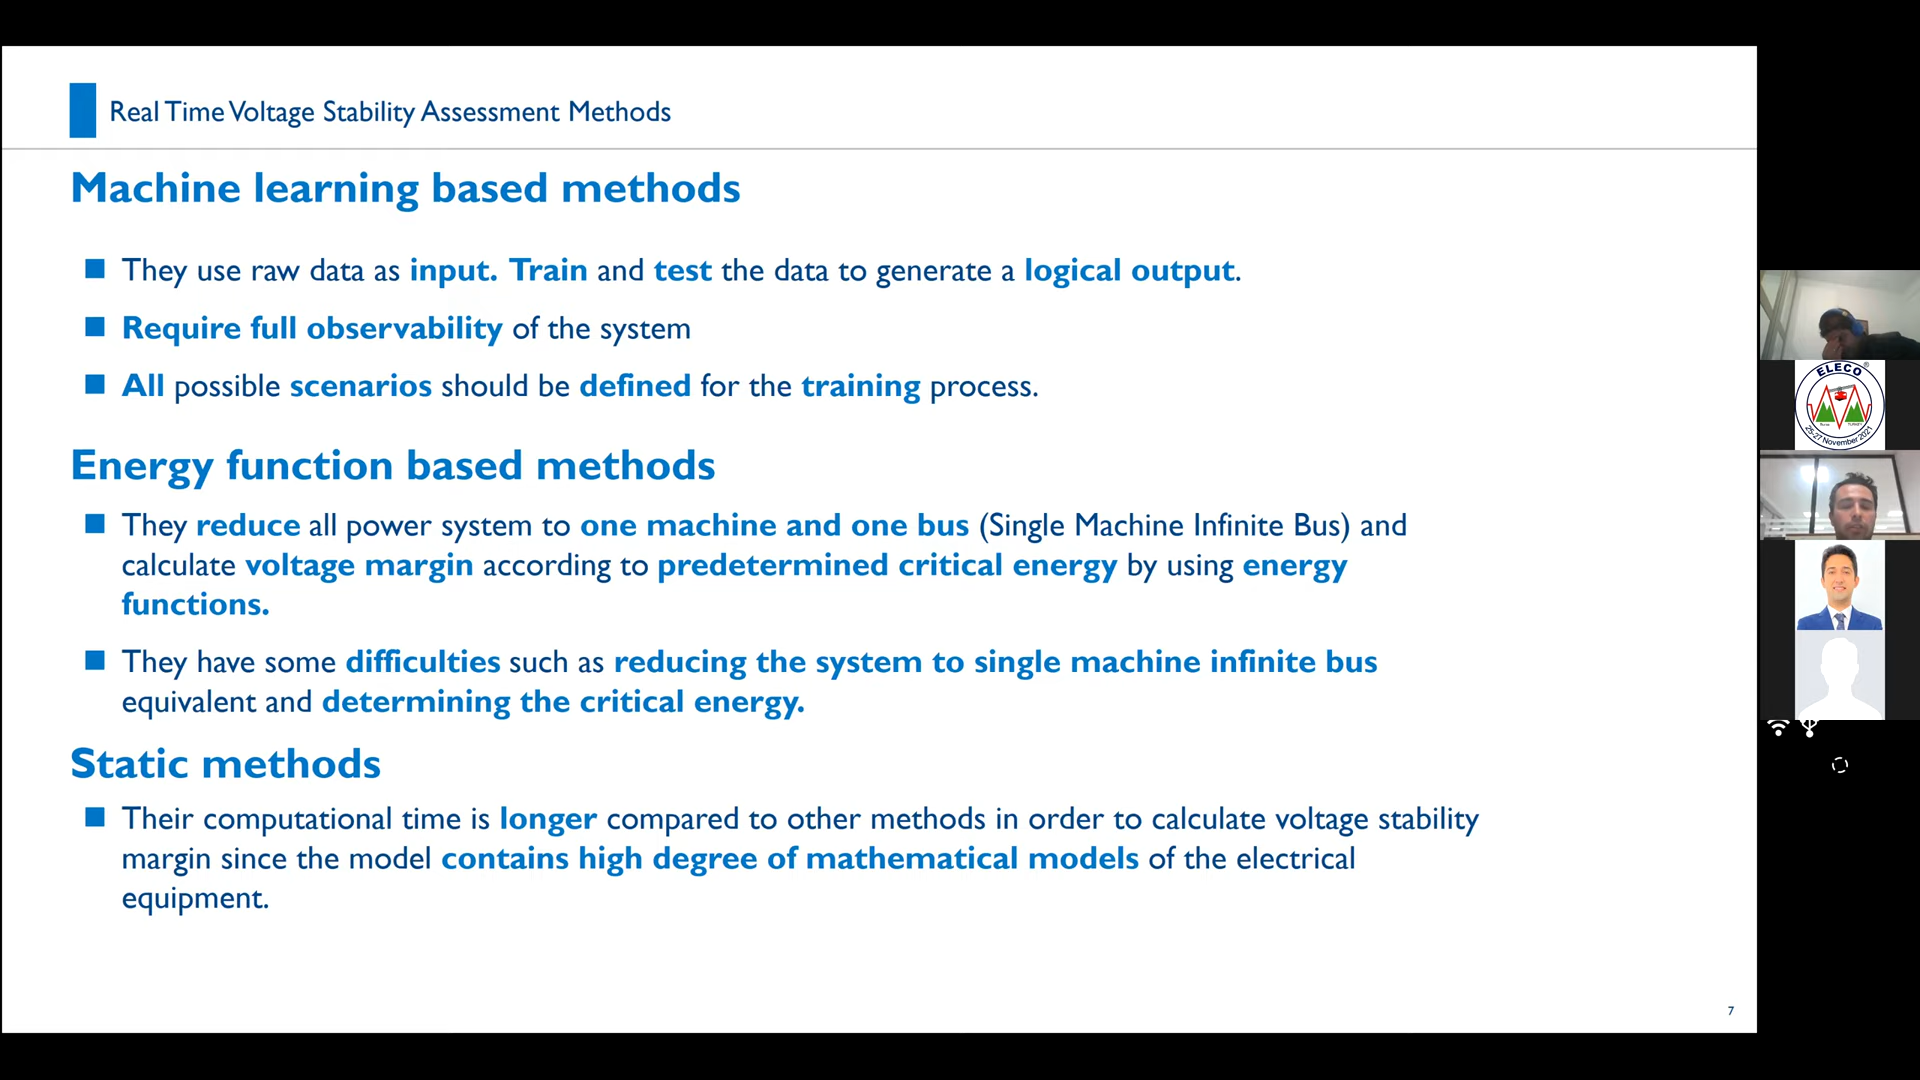 Real Time Voltage Stability Assessment Methods
Machine learning based methods
They use raw data as input. Train and test the data to generate a logical output.
Require full observability of the system
All possible scenarios should be defined for the training process.
Energy function based methods
They reduce all power system to one machine and one bus (Single Machine Infinite Bus) and
calculate voltage margin according to predetermined critical energy by using energy
functions.
They have some difficulties such as reducing the system to single machine infinite bus
equivalent and determining the critical energy.
Static methods
Their computational time is longer compared to other methods in order to calculate voltage stability
margin since the model contains high degree of mathematical models of the electrical
equipment.
7
ELECO®
25-27 November 2021